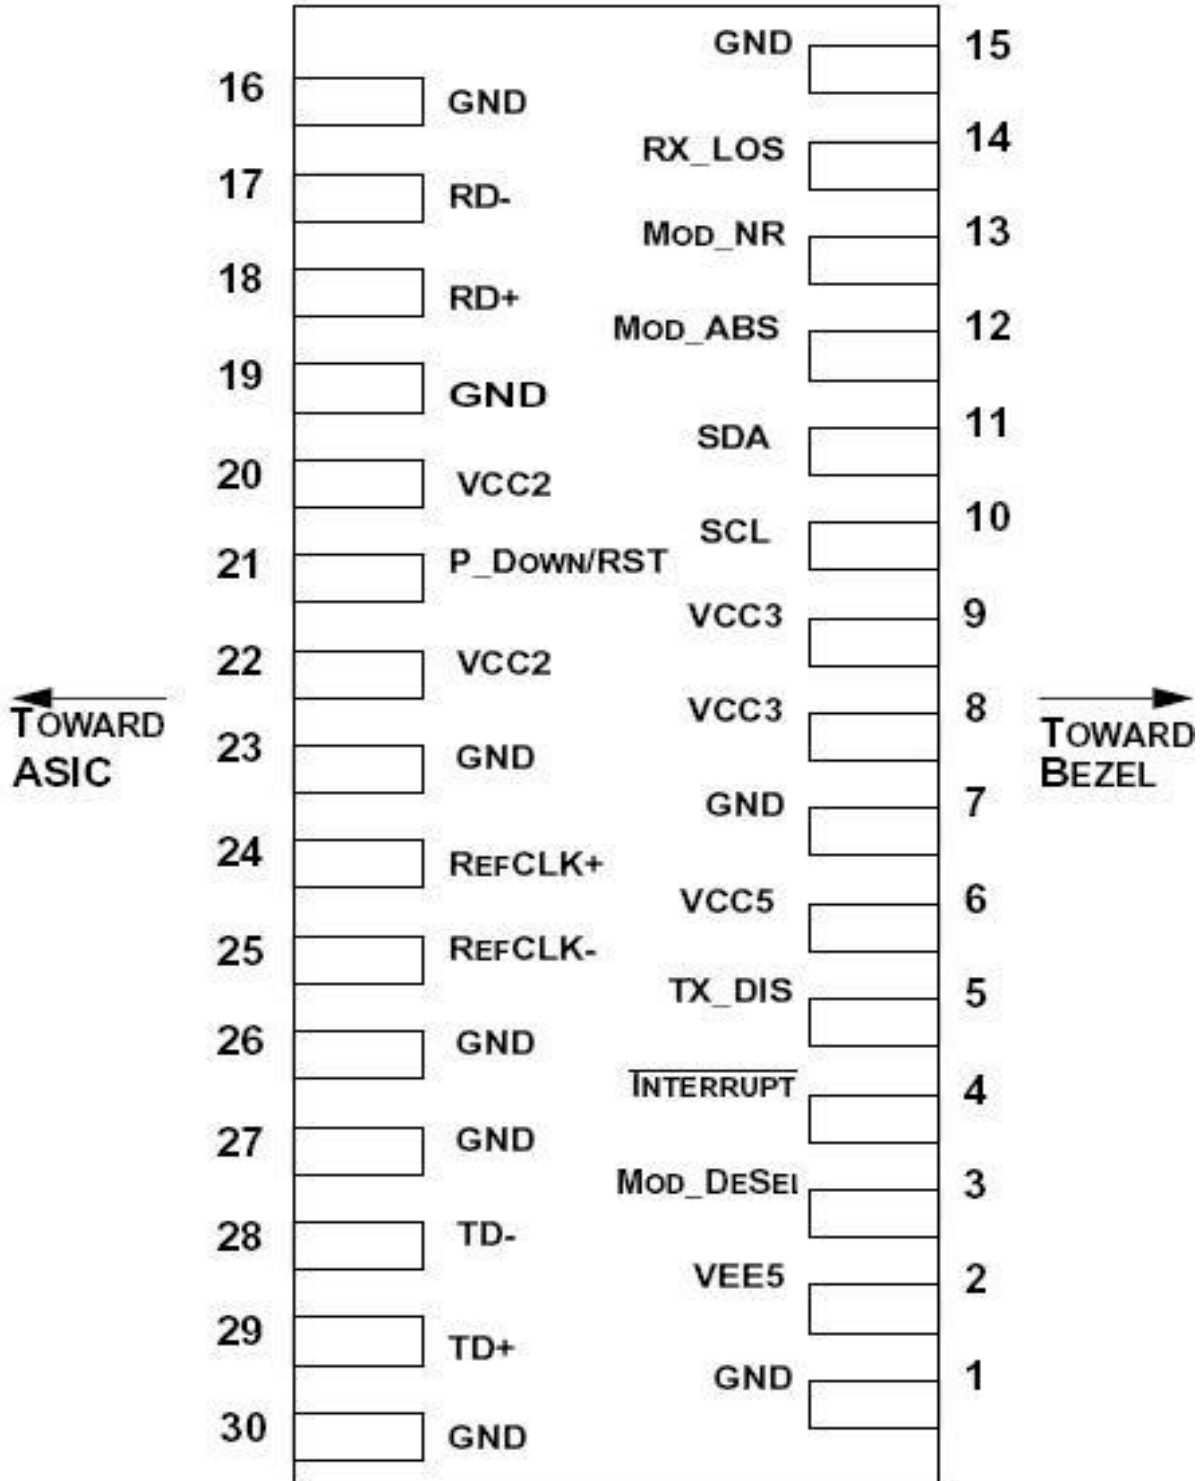 GND 15
16 GND
RX_LOS 14
17 RD-
MOD_NR 13
18 RD+
MOD_ABS 12
19 GND
SDA 11
20 VCC2
SCL 10
21 P_DOWN/RST
VCC3 9
22 VCC2
VCC3 8
TOWARD
ASIC
TOWARD
BEZEL
23 GND
GND 7
24 REFCLK+
VCC5 6
25 REFCLK-
TX_DIS 5
26 GND
INTERRUPT 4
27 GND
MOD_DESEL 3
28 TD-
VEE5 2
29 TD+
GND 1
30 GND